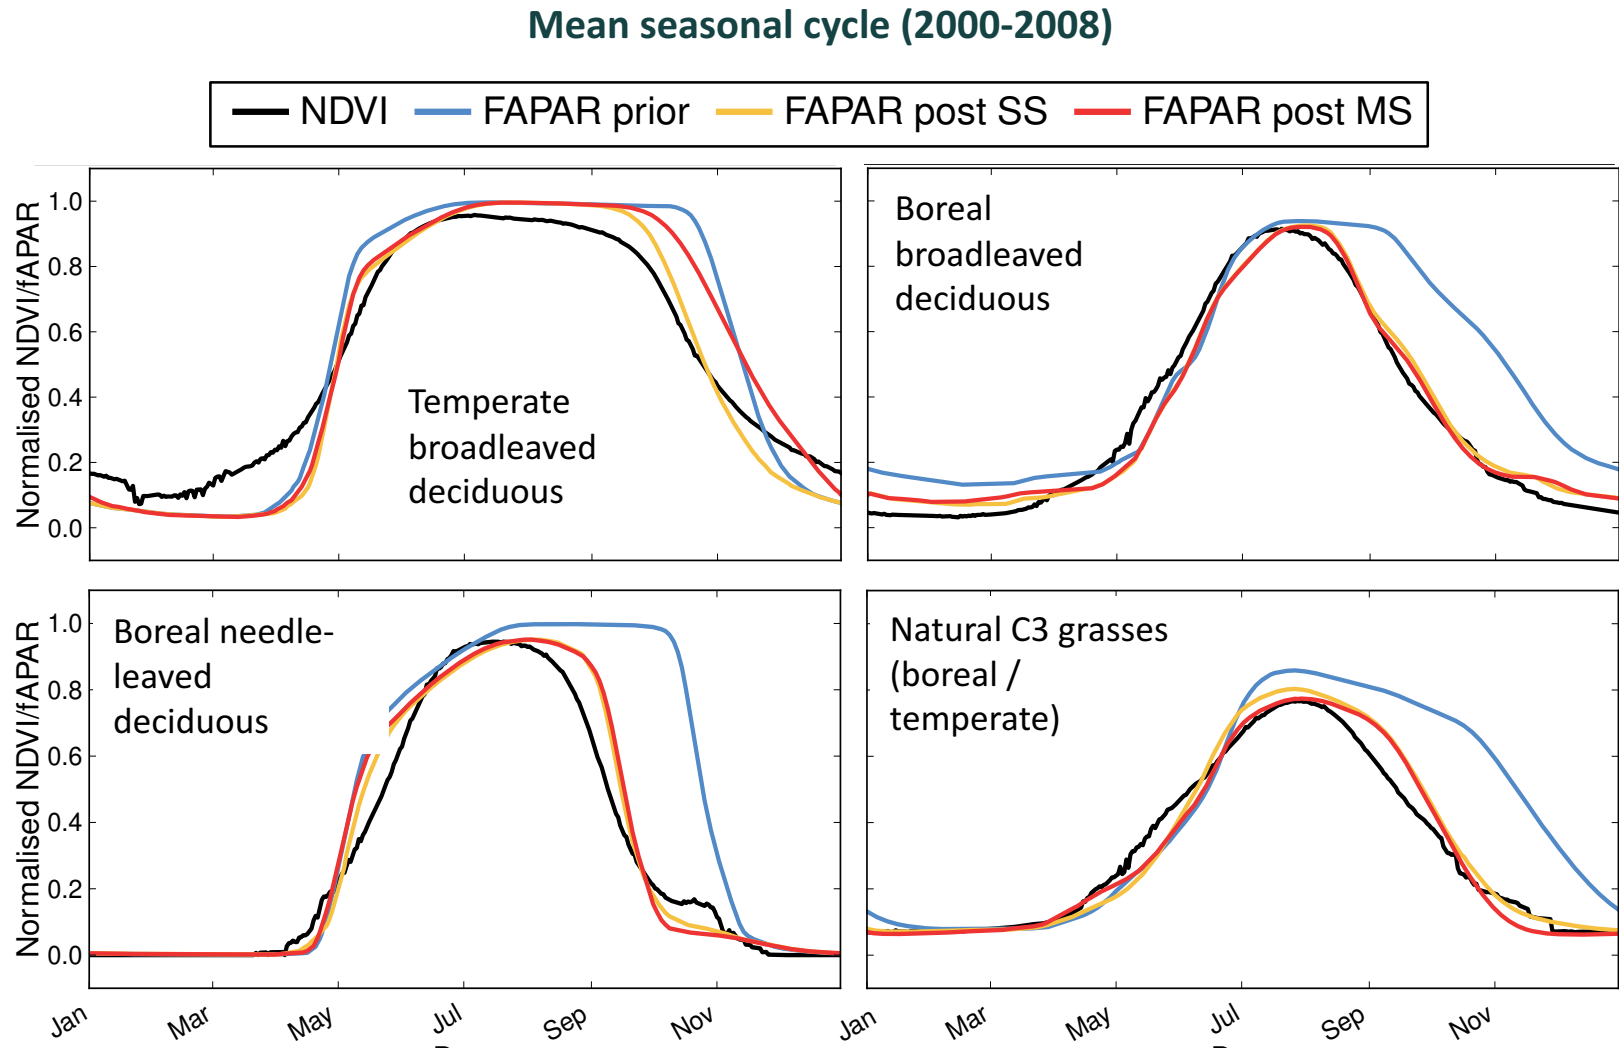 Mean seasonal cycle (2000-2008)
NDVI FAPAR prior FAPAR post SS FAPAR post MS
Normalised NDVI/fAPAR
1.0
0.8
0.6
0.4
0.2
0.0
Temperate
broadleaved
deciduous
Boreal
broadleaved
deciduous
Normalised NDVI/fAPAR
1.0
0.8
0.6
0.4
0.2
0.0
Boreal needle-
leaved
deciduous
Natural C3 grasses
(boreal /
temperate)
Jan Mar May Jul Sep Nov
Jan Mar May Jul Sep Nov